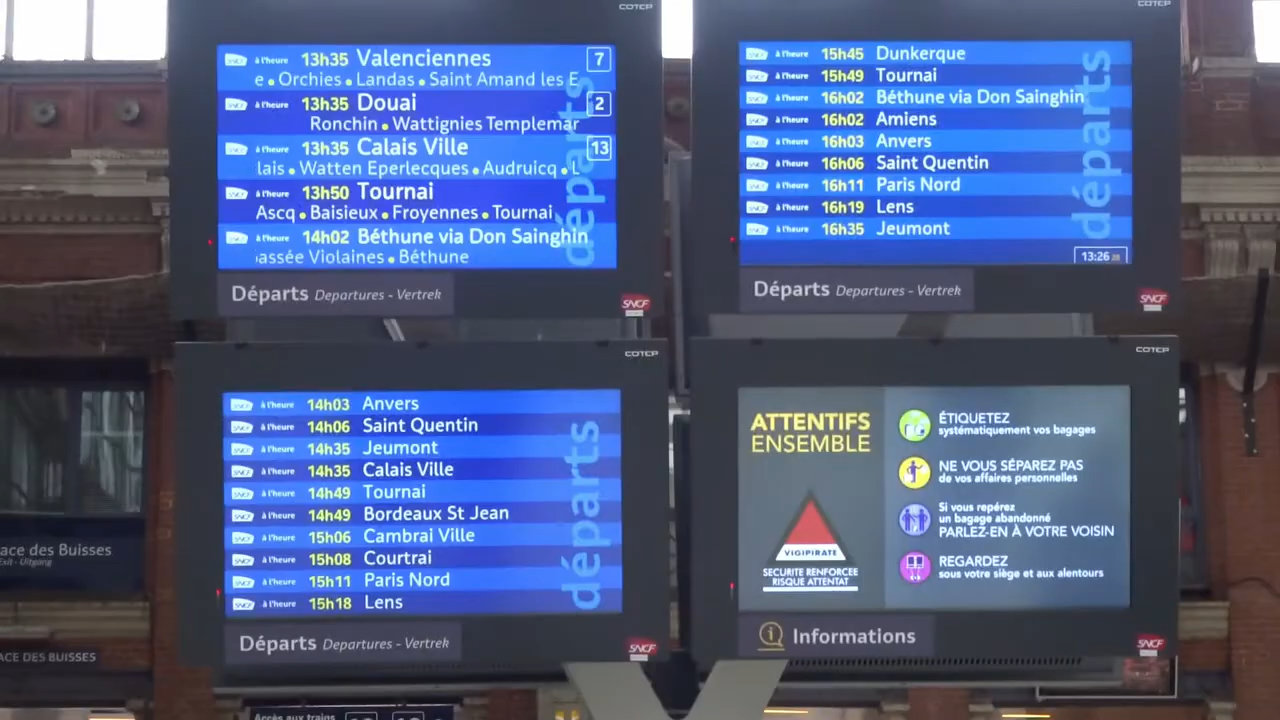 COTEP
à l'heure 13h35 Valenciennes 7
e • Orchies • Landas • Saint Amand les E
à l'heure 13h35 Douai 2
Ronchin • Wattignies Templemar
à l'heure 13h35 Calais Ville 13
lais • Watten Eperlecques • Audruicq • L
à l'heure 13h50 Tournai
Ascq • Baisieux • Froyennes • Tournai
à l'heure 14h02 Béthune via Don Sainghin
assée Violaines • Béthune
départs
Départs Departures - Vertrek
SNCF
COTEP
à l'heure 15h45 Dunkerque
à l'heure 15h49 Tournai
à l'heure 16h02 Béthune via Don Sainghin
à l'heure 16h02 Amiens
à l'heure 16h03 Anvers
à l'heure 16h06 Saint Quentin
à l'heure 16h11 Paris Nord
à l'heure 16h19 Lens
à l'heure 16h35 Jeumont
départs
13:26
Départs Departures - Vertrek
SNCF
COTEP
à l'heure 14h03 Anvers
à l'heure 14h06 Saint Quentin
à l'heure 14h35 Jeumont
à l'heure 14h35 Calais Ville
à l'heure 14h49 Tournai
à l'heure 14h49 Bordeaux St Jean
à l'heure 15h06 Cambrai Ville
à l'heure 15h08 Courtrai
à l'heure 15h11 Paris Nord
à l'heure 15h18 Lens
départs
Départs Departures - Vertrek
SNCF
COTEP
ATTENTIFS
ENSEMBLE
VIGIPIRATE
SECURITE RENFORCEE
RISQUE ATTENTAT
ÉTIQUETEZ
systématiquement vos bagages
NE VOUS SÉPAREZ PAS
de vos affaires personnelles
Si vous repérez
un bagage abandonné
PARLEZ-EN À VOTRE VOISIN
REGARDEZ
sous votre siège et aux alentours
Informations
SNCF
ace des Buisses
Exit - Uitgang
ACE DES BUISSES
Accès aux trains